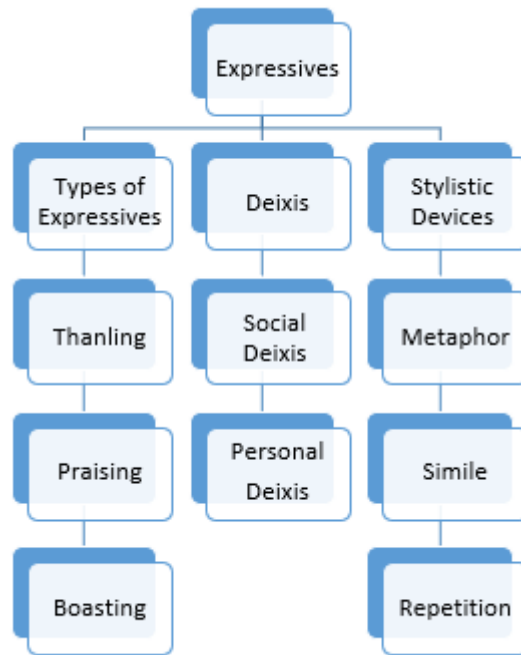 Expressives
Types of
Expressives
Deixis
Stylistic
Devices
Thanling
Social
Deixis
Metaphor
Praising
Personal
Deixis
Simile
Boasting
Repetition